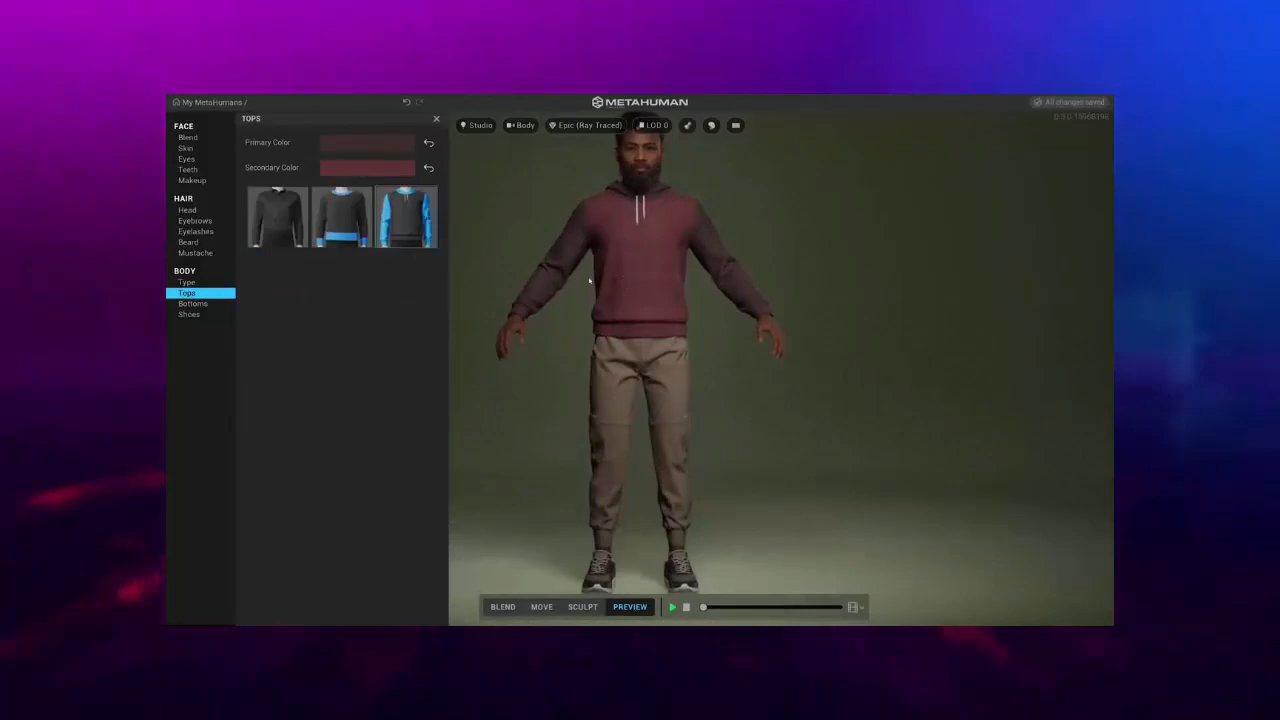 My MetaHumans /
METAHUMAN
All changes saved
FACE
Blend
Skin
Eyes
Teeth
Makeup
HAIR
Head
Eyebrows
Eyelashes
Beard
Mustache
BODY
Type
Tops
Bottoms
Shoes
TOPS
Primary Color
Secondary Color
Studio
Body
Epic (Ray Traced)
LOD 0
BLEND
MOVE
SCULPT
PREVIEW